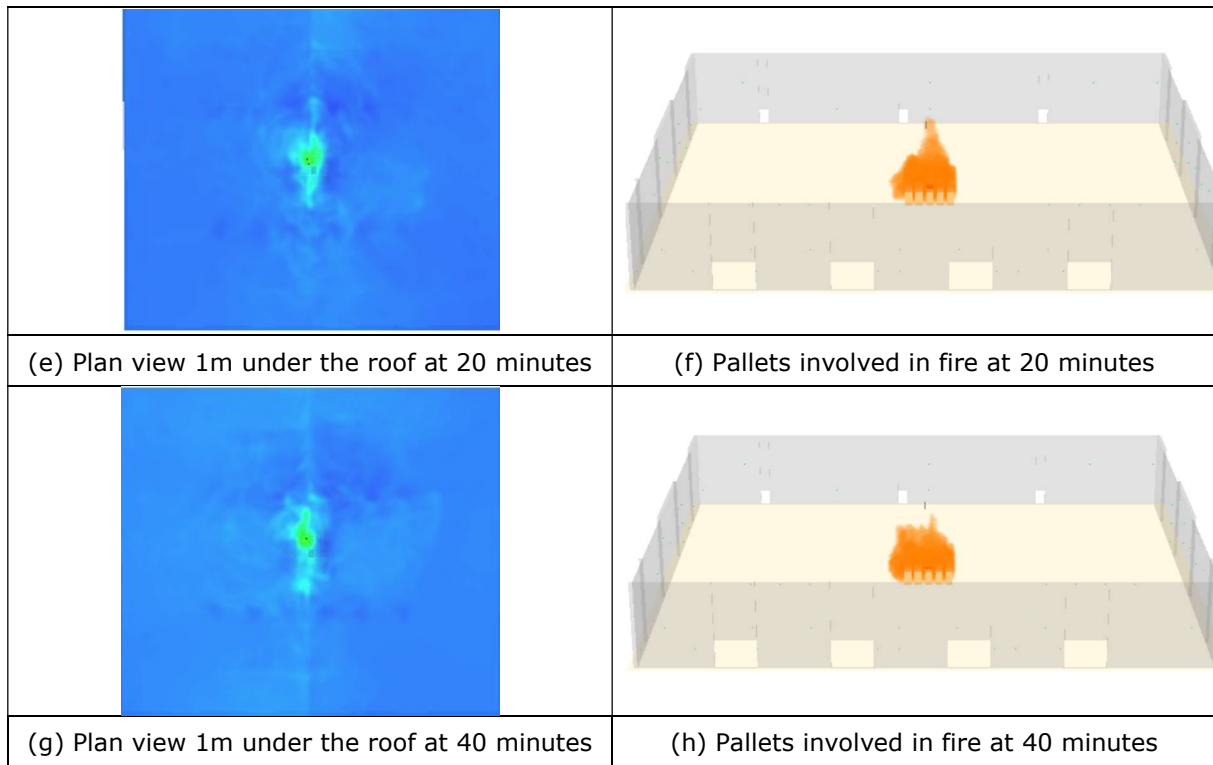 (e) Plan view 1m under the roof at 20 minutes
(f) Pallets involved in fire at 20 minutes
(g) Plan view 1m under the roof at 40 minutes
(h) Pallets involved in fire at 40 minutes